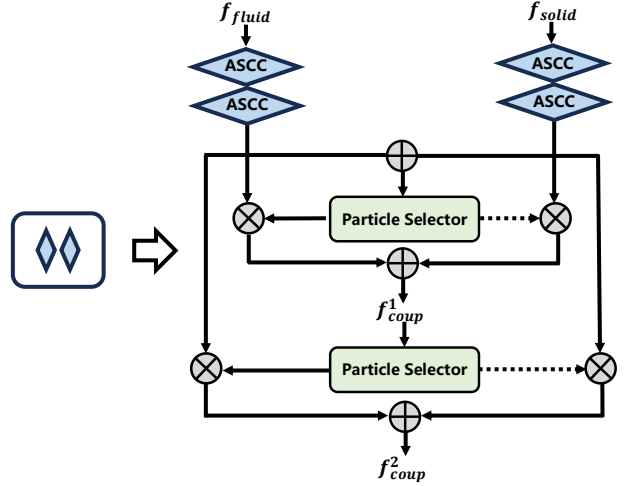 f_fluid
f_solid
ASCC
ASCC
ASCC
ASCC
Particle Selector
f^1_coup
Particle Selector
f^2_coup